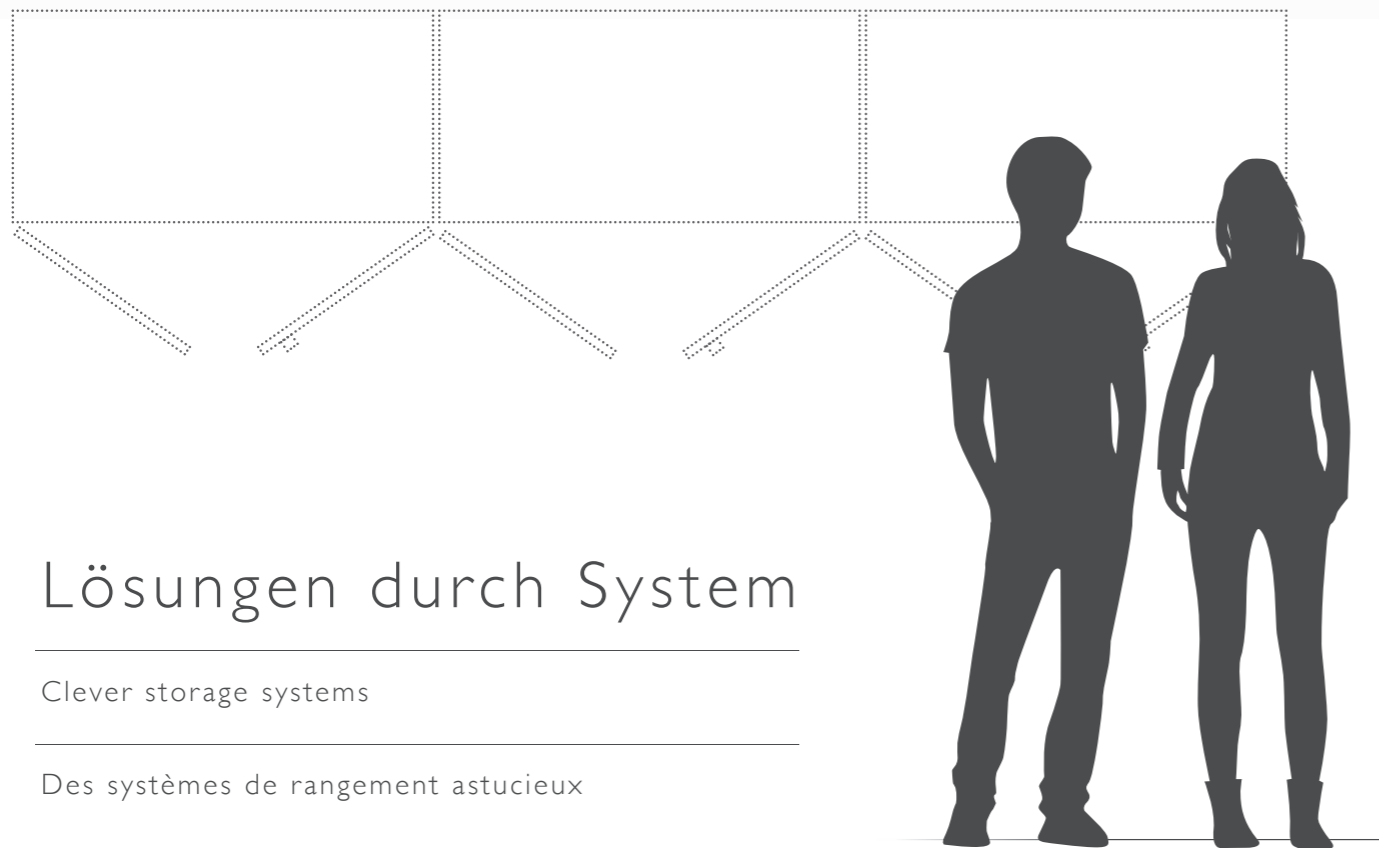 Lösungen durch System
Clever storage systems
Des systèmes de rangement astucieux